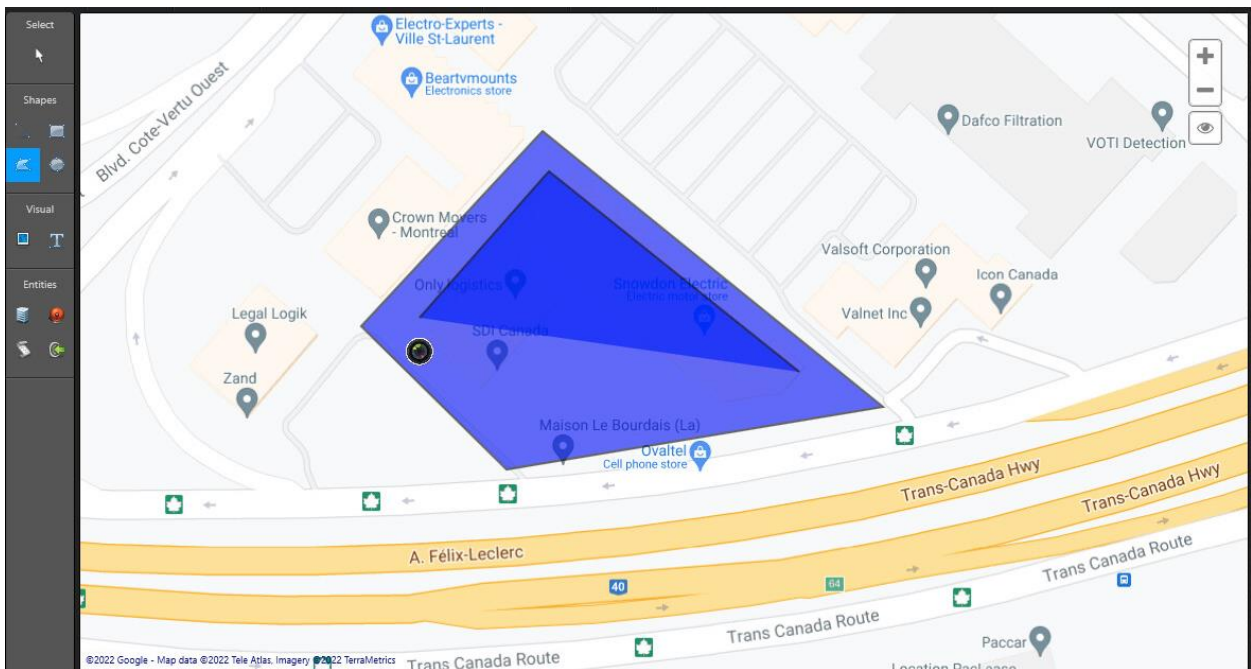 Select
Shapes
Visual
T
Entities
Electro-Experts -
Ville St-Laurent
Beartvmounts
Electronics store
Blvd. Cote-Vertu Ouest
Dafco Filtration
VOTI Detection
Crown Movers
- Montreal
Valsoft Corporation
Icon Canada
Only logistics
Snowdon Electric
Electric motor store
Legal Logik
Valnet Inc
SDI Canada
Zand
Maison Le Bourdais (La)
Ovaltel
Cell phone store
Trans-Canada Hwy
Trans-Canada Hwy
A. Félix-Leclerc
Trans Canada Route
40
64
Trans Canada Route
Paccar
©2022 Google - Map data ©2022 Tele Atlas, Imagery ©2022 TerraMetrics
Trans Canada Route
Location PacLease